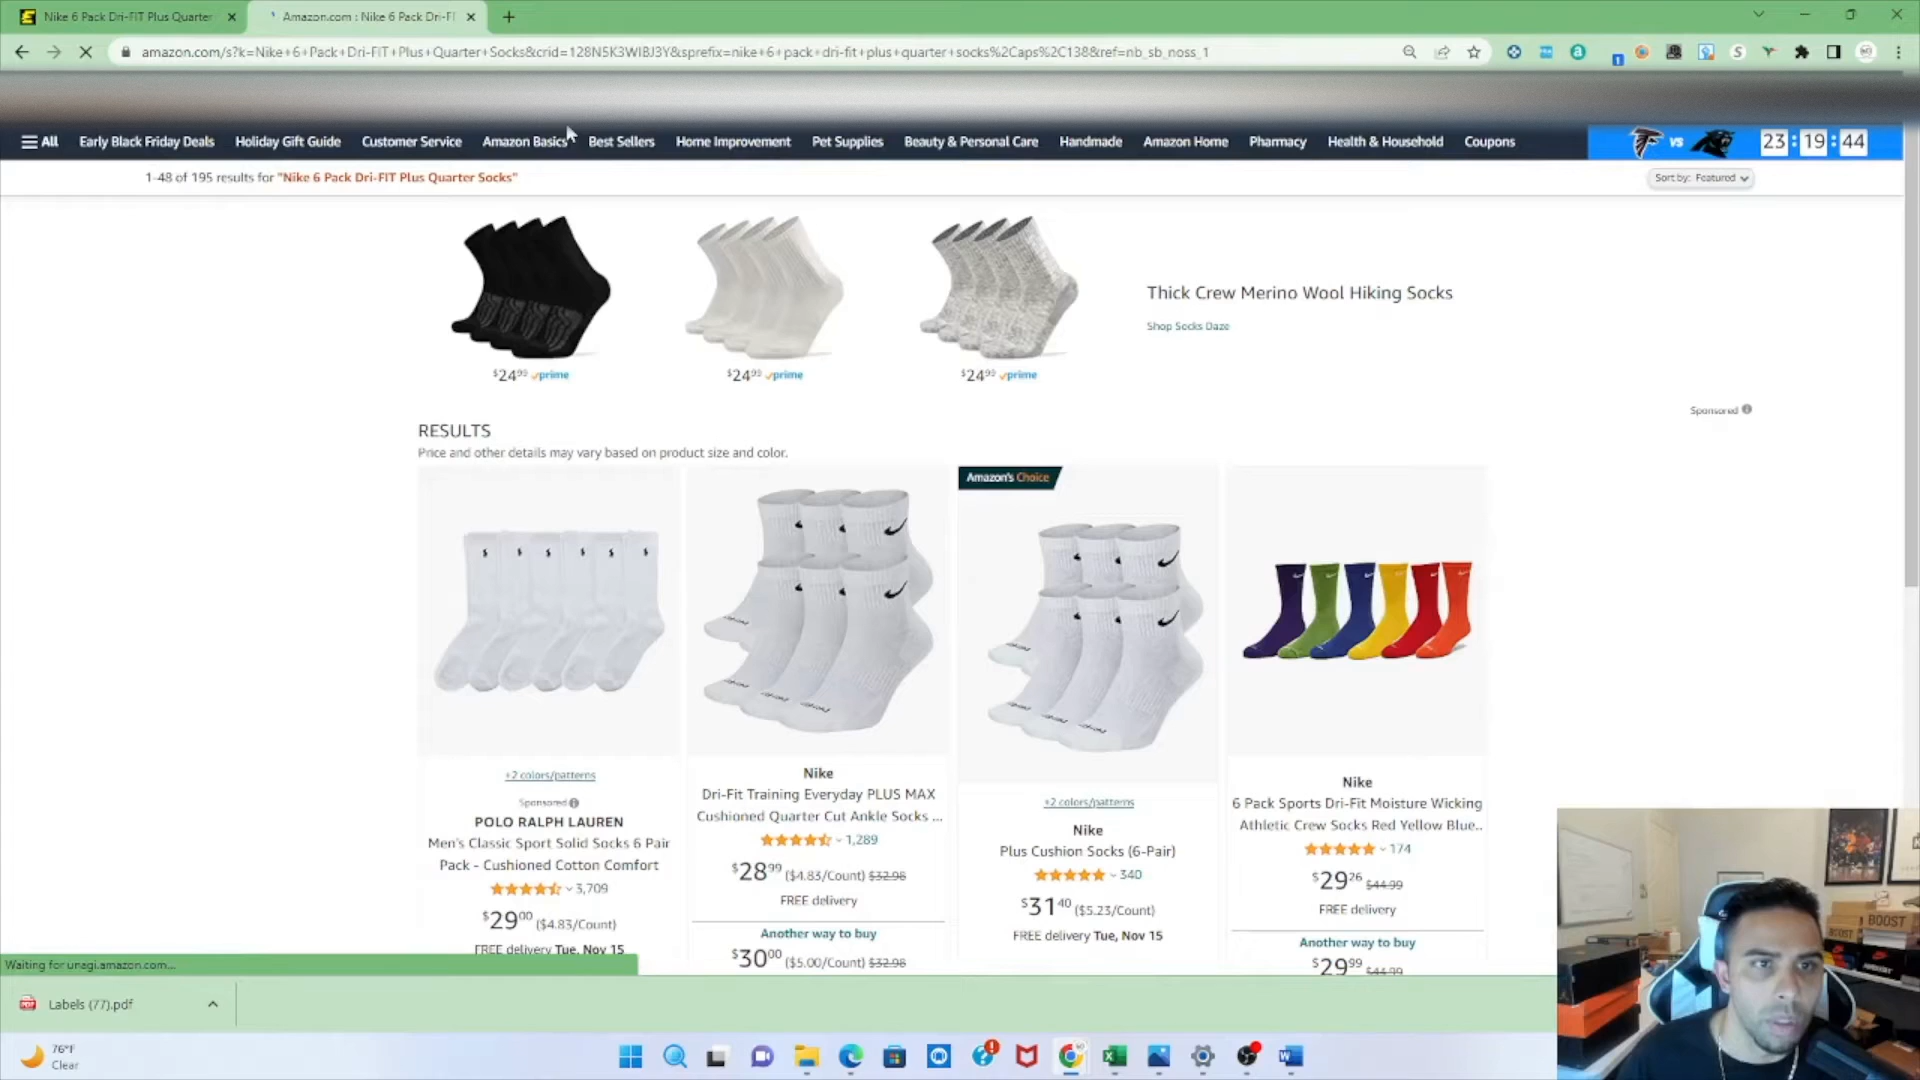 Nike 6 Pack Dri-FIT Plus Quarter
Amazon.com : Nike 6 Pack Dri-FI
amazon.com/s?k=Nike+6+Pack+Dri-FIT+Plus+Quarter+Socks&crid=128N5K3WIBJ3Y&sprefix=nike+6+pack+dri-fit+plus+quarter+socks%2Caps%2C138&ref=nb_sb_noss_1
All Early Black Friday Deals Holiday Gift Guide Customer Service Amazon Basics Best Sellers Home Improvement Pet Supplies Beauty & Personal Care Handmade Amazon Home Pharmacy Health & Household Coupons VS 23:19:44
1-48 of 195 results for "Nike 6 Pack Dri-FIT Plus Quarter Socks"
Sort by: Featured
Thick Crew Merino Wool Hiking Socks
Shop Socks Daze
$24.99 prime $24.99 prime $24.99 prime
Sponsored
RESULTS
Price and other details may vary based on product size and color.
Amazon's Choice
+2 colors/patterns
Sponsored
POLO RALPH LAUREN
Men's Classic Sport Solid Socks 6 Pair
Pack - Cushioned Cotton Comfort
3,709
$29.00 ($4.83/Count)
FREE delivery Tue, Nov 15
Nike
Dri-Fit Training Everyday PLUS MAX
Cushioned Quarter Cut Ankle Socks ...
1,289
$28.99 ($4.83/Count) $32.98
FREE delivery
Another way to buy
$30.00 ($5.00/Count) $32.98
+2 colors/patterns
Nike
Plus Cushion Socks (6-Pair)
340
$31.40 ($5.23/Count)
FREE delivery Tue, Nov 15
Nike
6 Pack Sports Dri-Fit Moisture Wicking
Athletic Crew Socks Red Yellow Blue..
174
$29.26 $44.99
FREE delivery
Another way to buy
$29.99 $44.99
Waiting for unagi.amazon.com...
Labels (77).pdf
76°F
Clear
BOOST